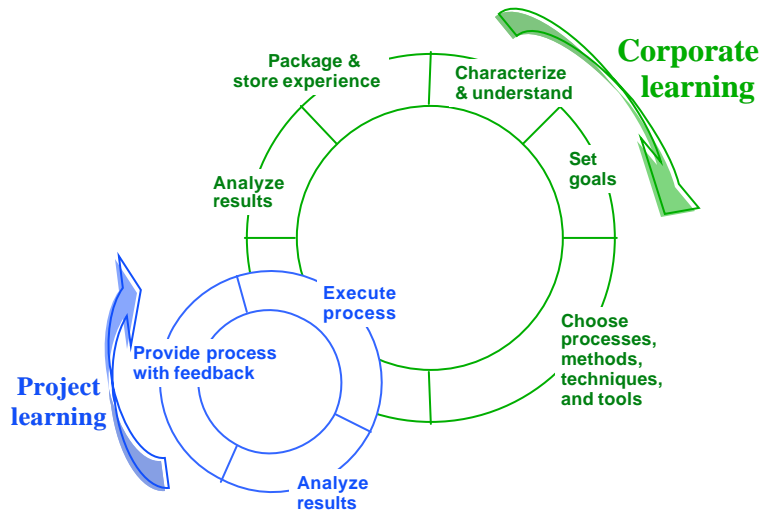 Package &
store experience
Characterize
& understand
Corporate
learning
Set
goals
Analyze
results
Execute
process
Choose
processes,
methods,
techniques,
and tools
Provide process
with feedback
Project
learning
Analyze
results